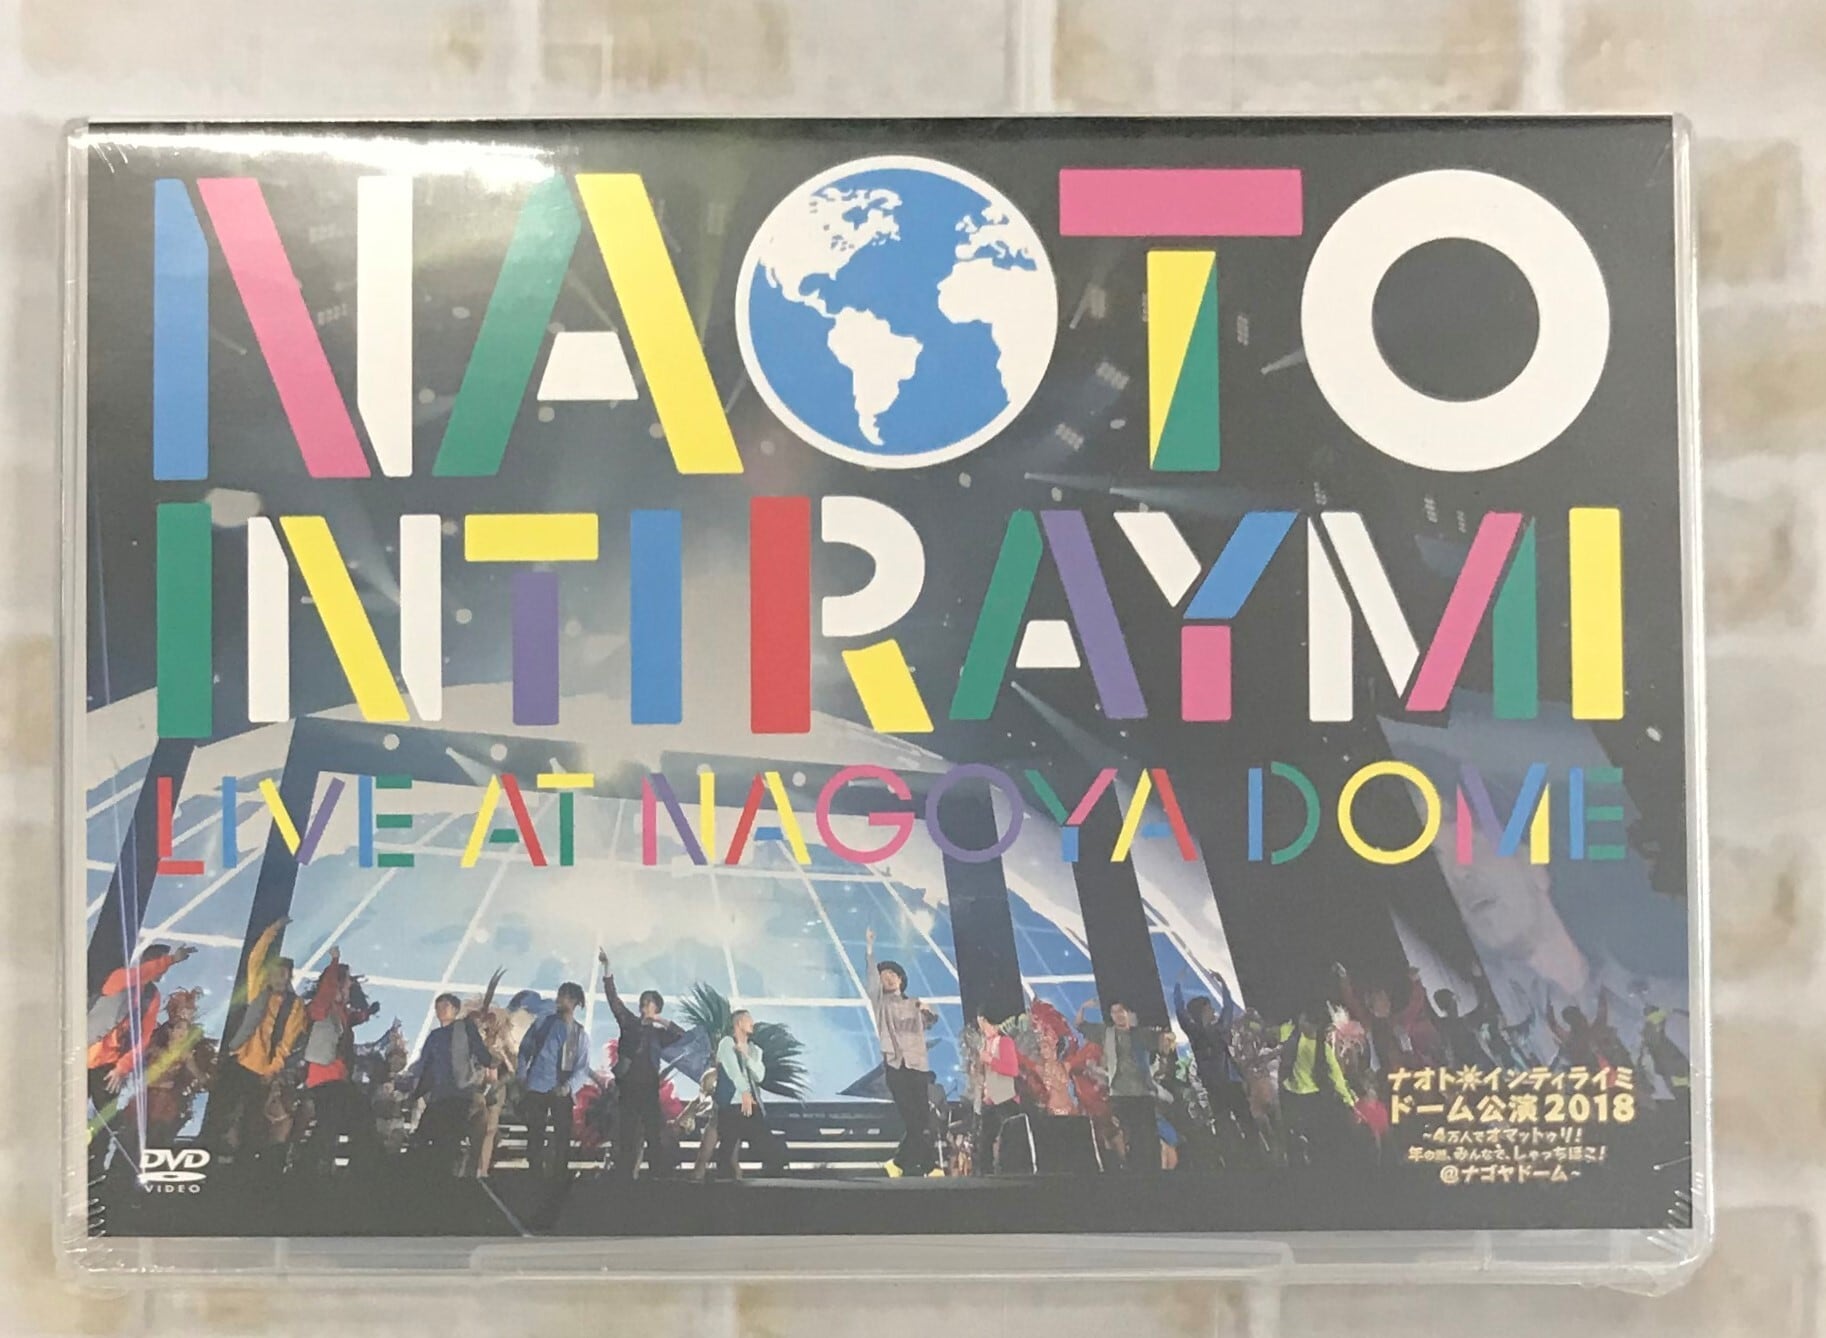 NAOTO
INTI RAYMI
LIVE AT NAGOYA DOME
ナオト・インティライミ
ドーム公演2018
~4万人でオマットゥリ!
年の瀬、みんなで、しゃっちほこ!
@ナゴヤドーム~
DVD
VIDEO